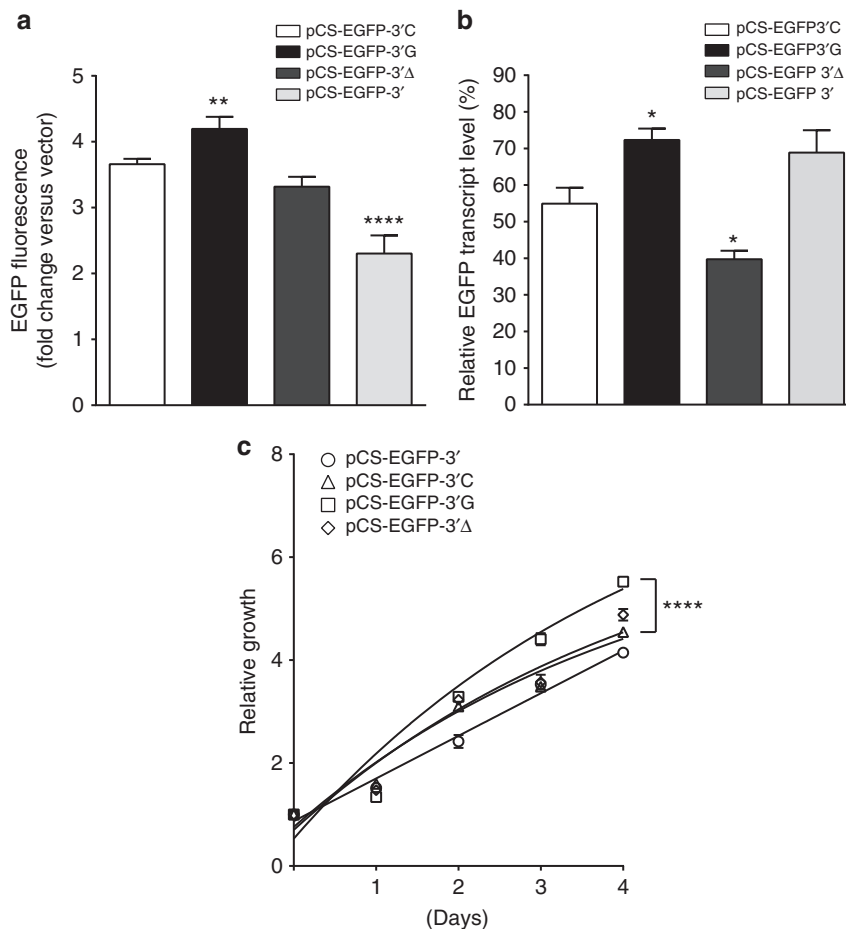 a
pCS-EGFP-3′C
pCS-EGFP-3′G
pCS-EGFP-3′Δ
pCS-EGFP-3′
EGFP fluorescence
(fold change versus vector)
5
4
3
2
1
0
**
****
b
pCS-EGFP3′C
pCS-EGFP3′G
pCS-EGFP 3′Δ
pCS-EGFP 3′
Relative EGFP transcript level (%)
90
80
70
60
50
40
30
20
10
0
*
*
c
pCS-EGFP-3′
pCS-EGFP-3′C
pCS-EGFP-3′G
pCS-EGFP-3′Δ
Relative growth
8
6
4
2
0
****
1 2 3 4
(Days)